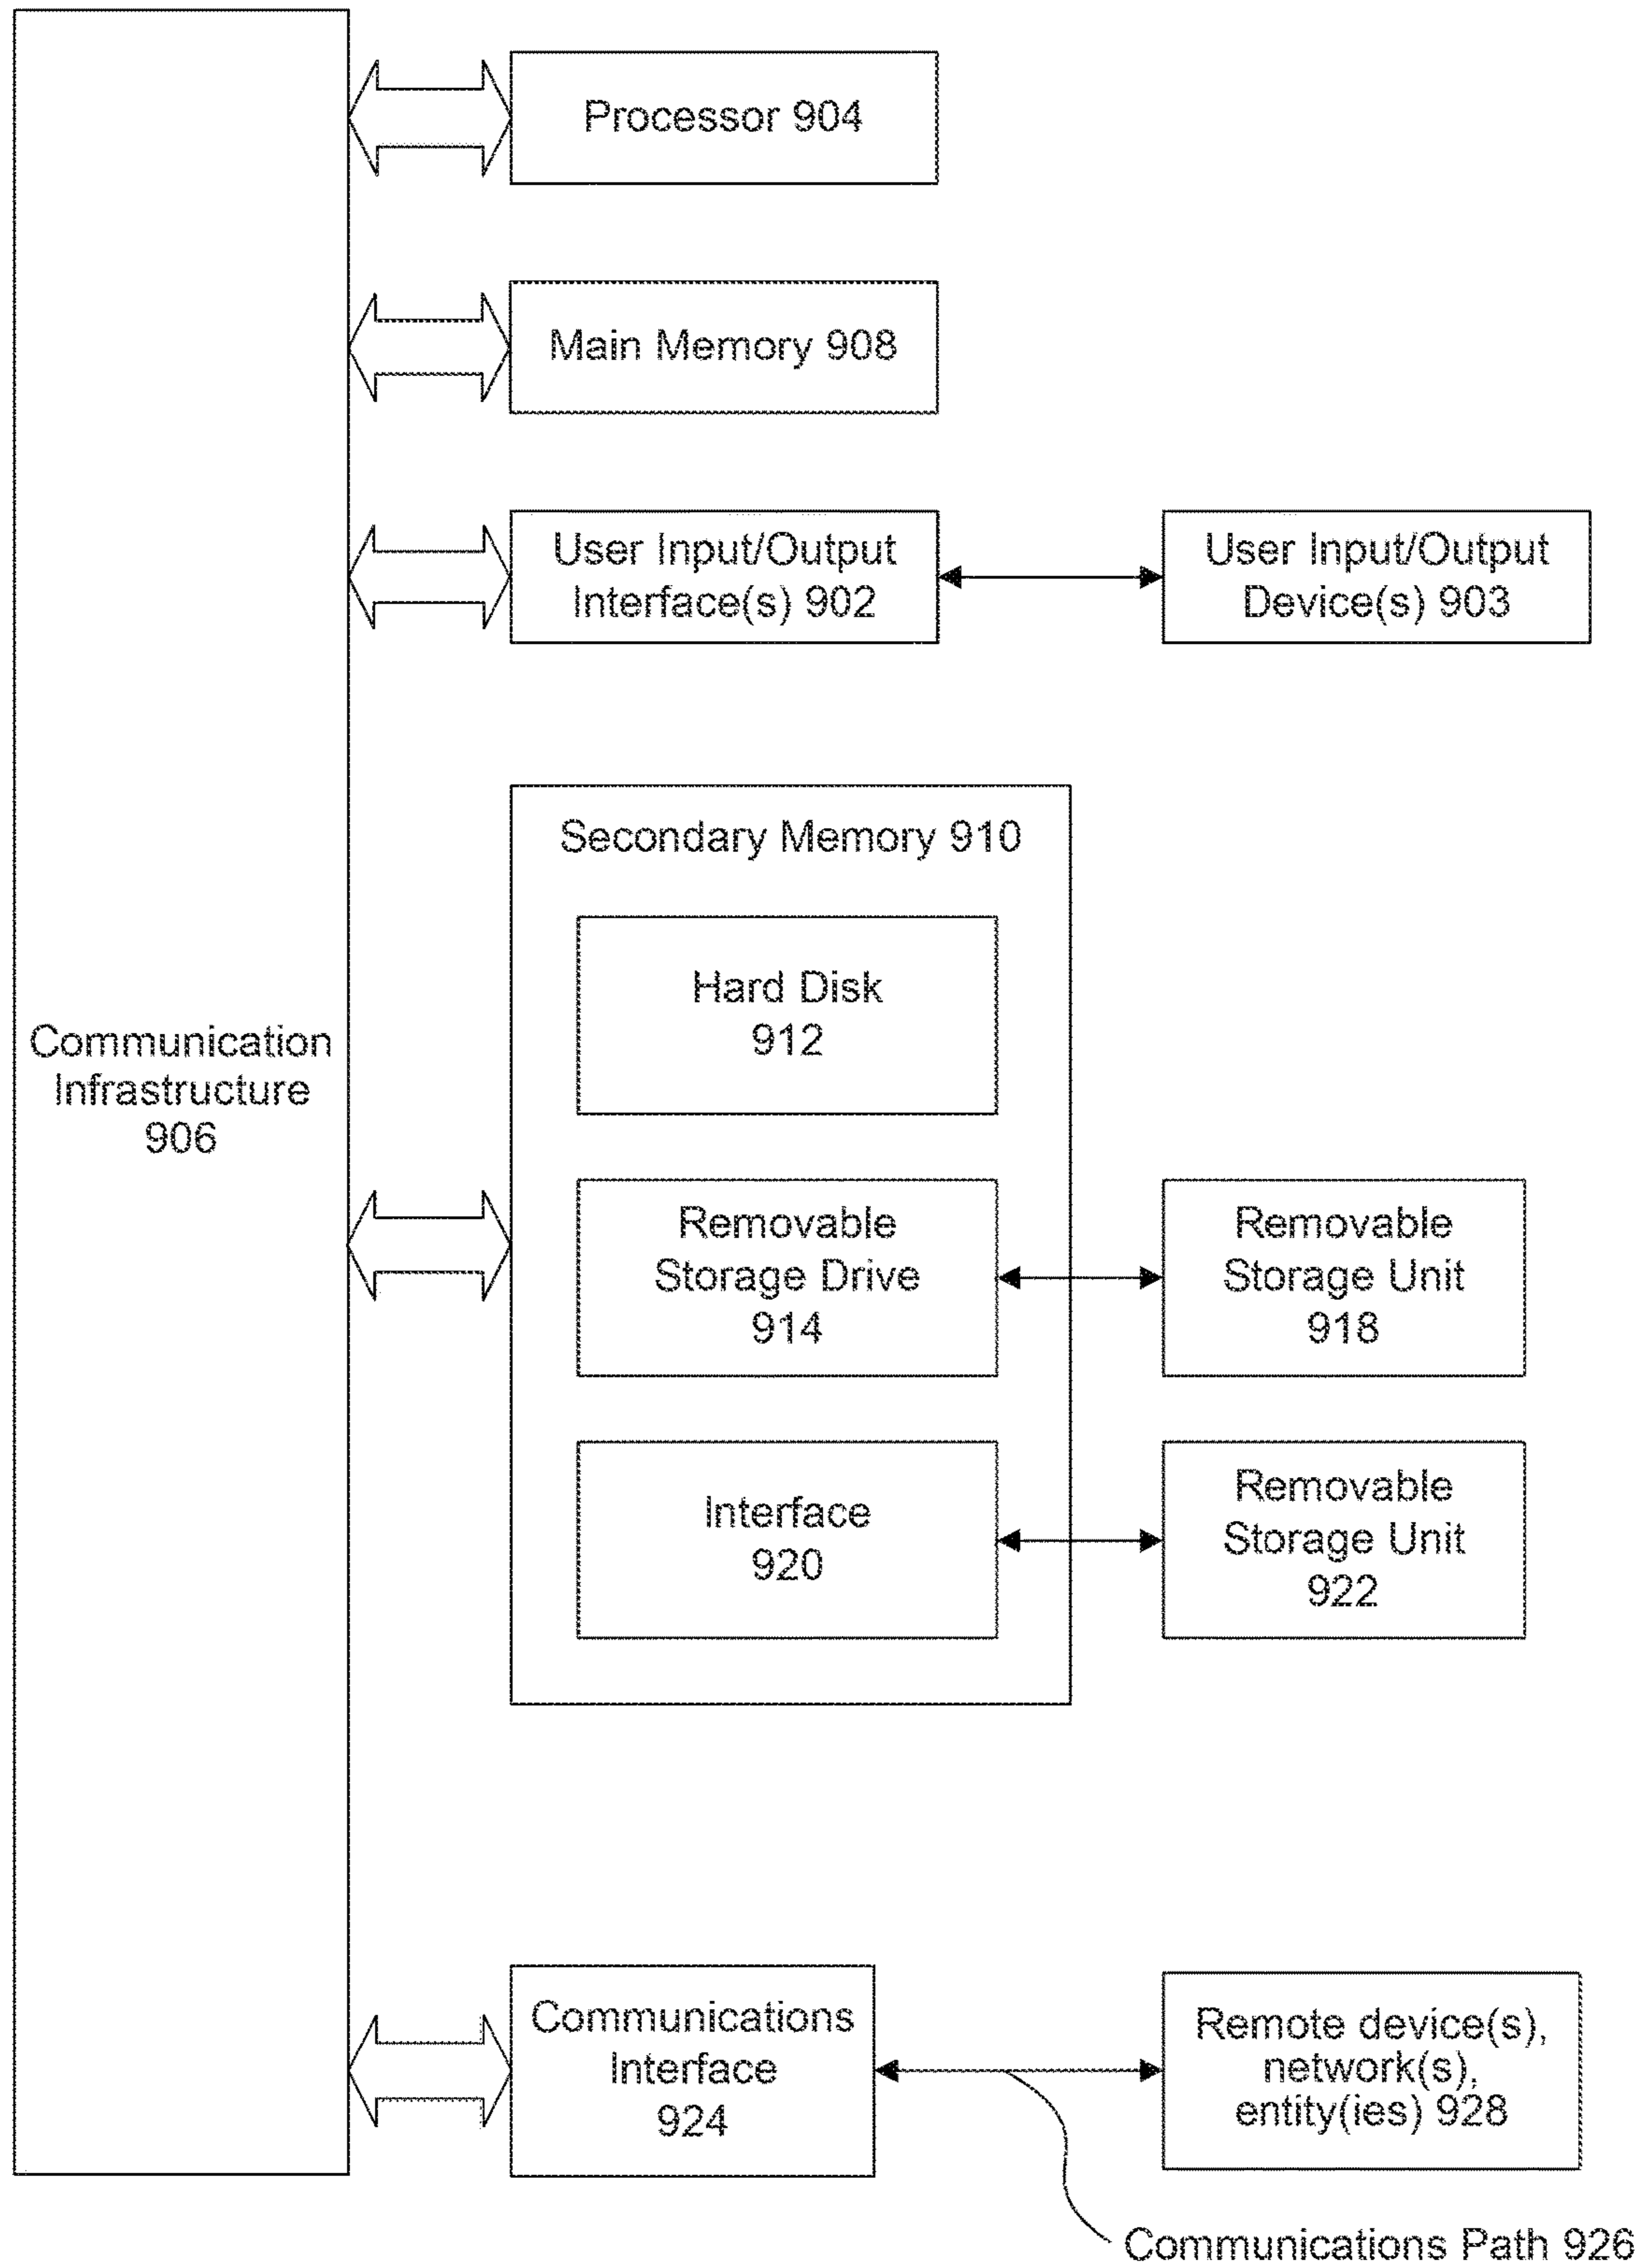 Processor 904
Main Memory 908
User Input/Output
Interface(s) 902
User Input/Output
Device(s) 903
Secondary Memory 910
Hard Disk
912
Communication
Infrastructure
906
Removable
Storage Drive
914
Removable
Storage Unit
918
Interface
920
Removable
Storage Unit
922
Communications
Interface
924
Remote device(s),
network(s),
entity(ies) 928
Communications Path 926